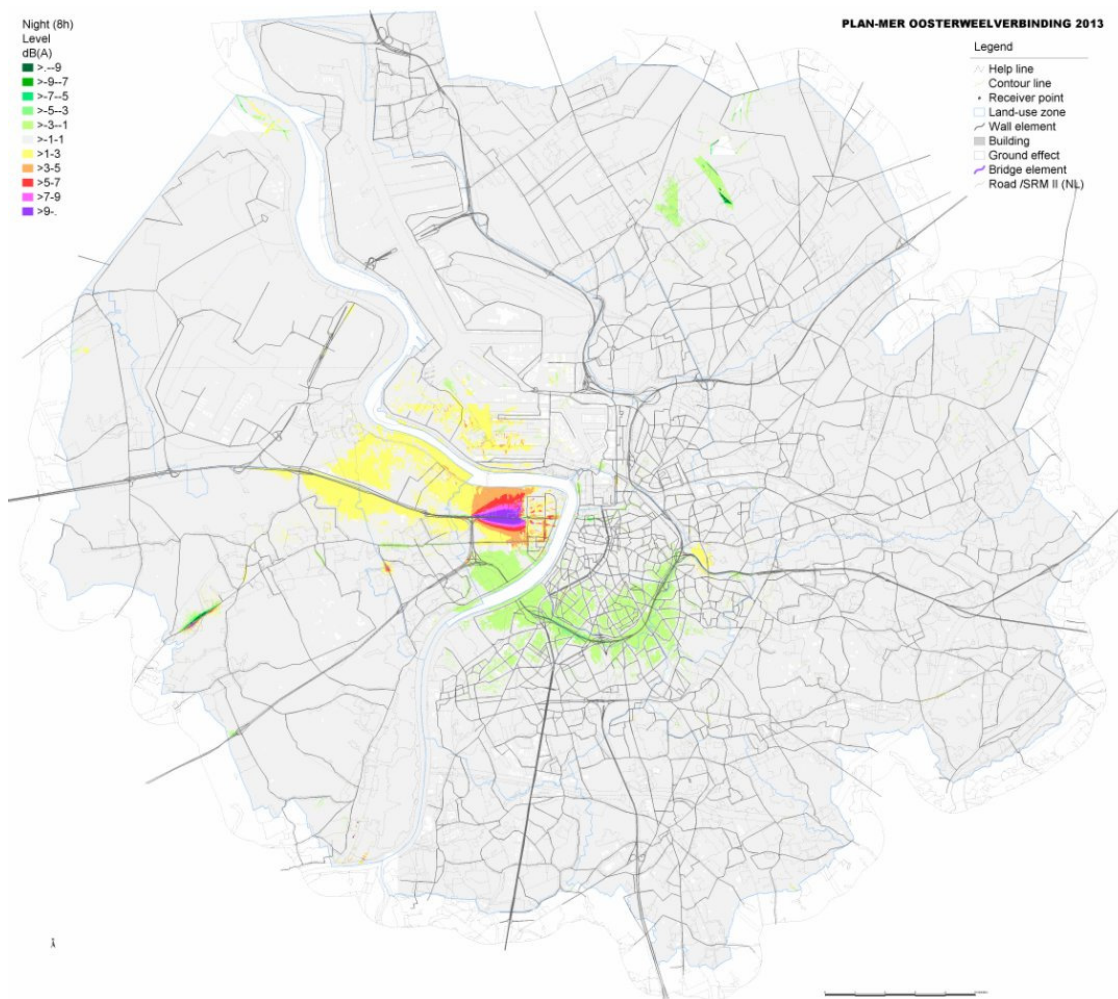 Night (8h)
Level
dB(A)
>.--9
>-9--7
>-7--5
>-5--3
>-3--1
>-1-1
>1-3
>3-5
>5-7
>7-9
>9-.
PLAN-MER OOSTERWEELVERBINDING 2013
Legend
Help line
Contour line
Receiver point
Land-use zone
Wall element
Building
Ground effect
Bridge element
Road /SRM II (NL)